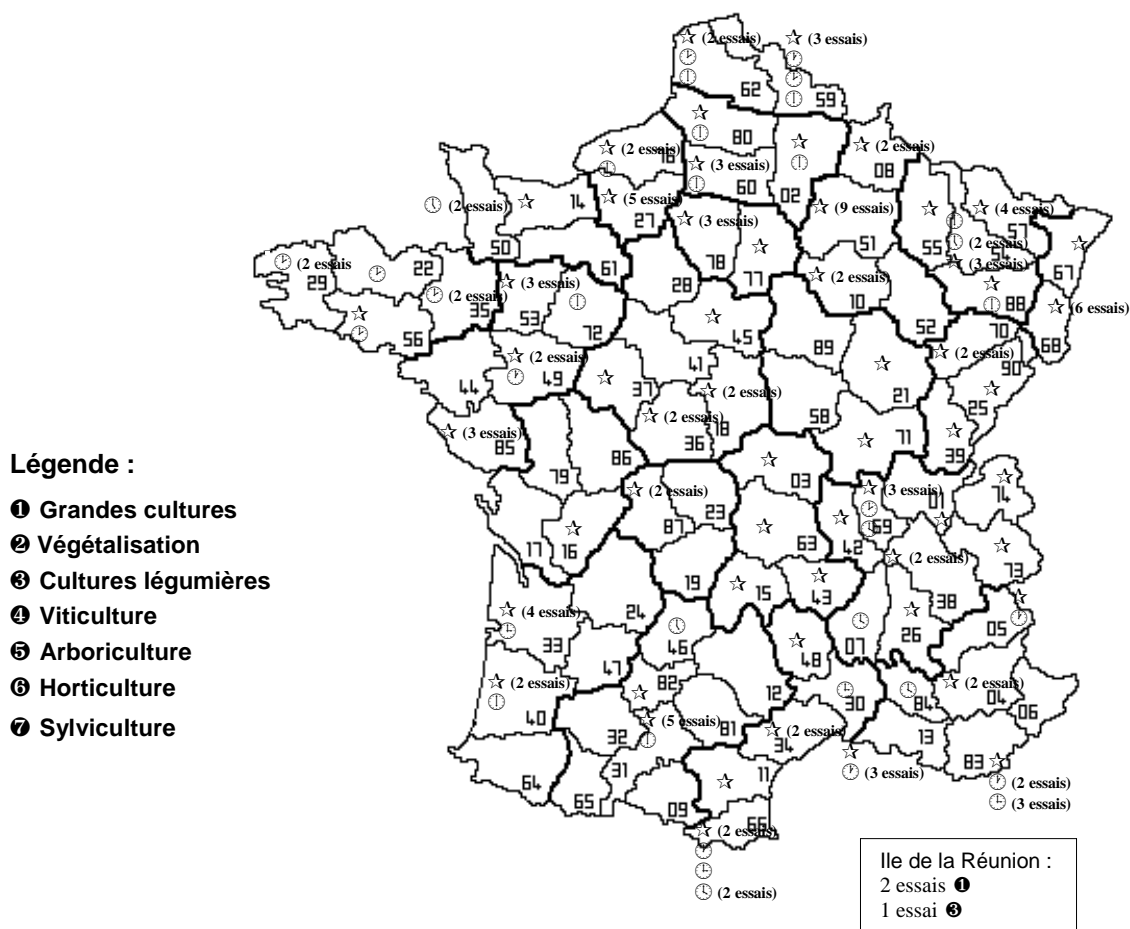 ☆ (2 essais)
☆ (3 essais)
62
59
80
☆ (2 essais)
76
☆ (2 essais)
08
☆ (3 essais)
60
02
(2 essais)
14
☆ (5 essais)
27
☆ (9 essais)
☆ (4 essais)
57
50
61
☆ (3 essais)
78
77
51
55
(2 essais)
54
67
(2 essais
29
22
(2 essais)
35
☆ (3 essais)
53
72
28
☆ (2 essais)
10
☆ (3 essais)
88
☆ (6 essais)
68
56
45
52
70
☆ (2 essais)
90
44
☆ (2 essais)
49
41
37
89
21
25
☆ (2 essais)
18
☆ (2 essais)
36
58
☆ (3 essais)
85
79
86
71
39
03
☆ (2 essais)
87
23
☆ (3 essais)
69
01
74
17
16
63
42
☆ (2 essais)
73
19
15
43
38
☆ (4 essais)
33
24
46
48
07
26
05
47
☆ (2 essais)
40
82
12
30
84
☆ (2 essais)
04
06
32
☆ (5 essais)
81
☆ (2 essais)
34
13
83
64
65
31
09
11
(3 essais)
(2 essais)
(3 essais)
66
☆ (2 essais)
(2 essais)
Légende :
❶ Grandes cultures
❷ Végétalisation
❸ Cultures légumières
❹ Viticulture
❺ Arboriculture
❻ Horticulture
❼ Sylviculture
Ile de la Réunion :
2 essais ❶
1 essai ❸